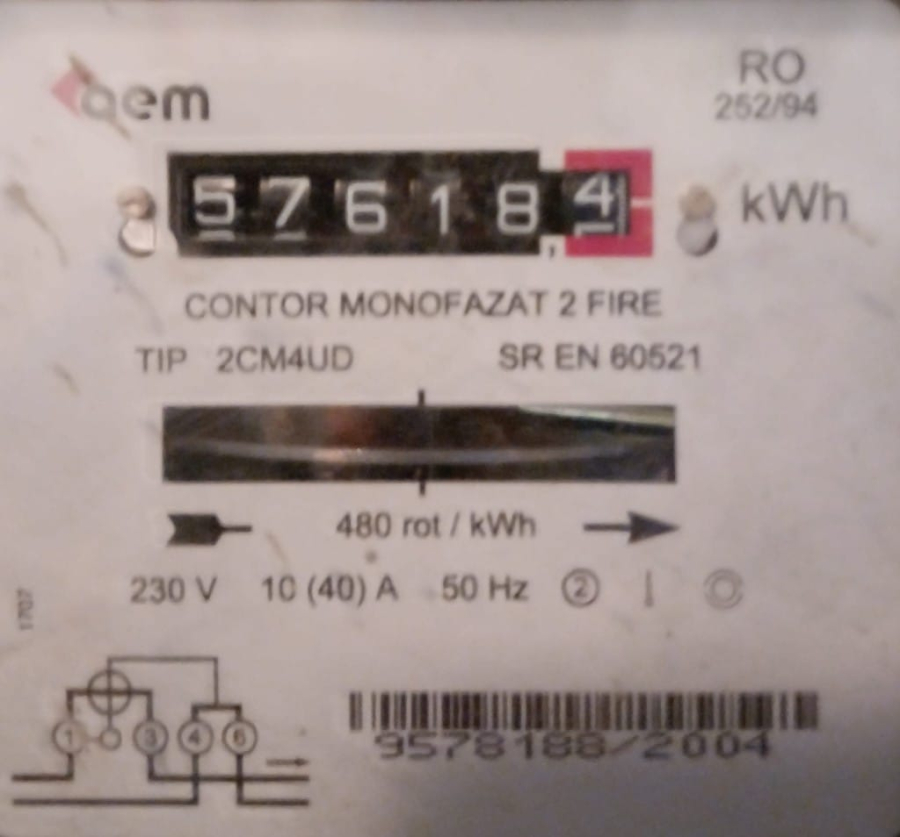 aem
RO
252/94
57618,4 kWh
CONTOR MONOFAZAT 2 FIRE
TIP 2CM4UD SR EN 60521
480 rot / kWh
230 V 10 (40) A 50 Hz 2
1707
1 3 4 6
9578188/2004